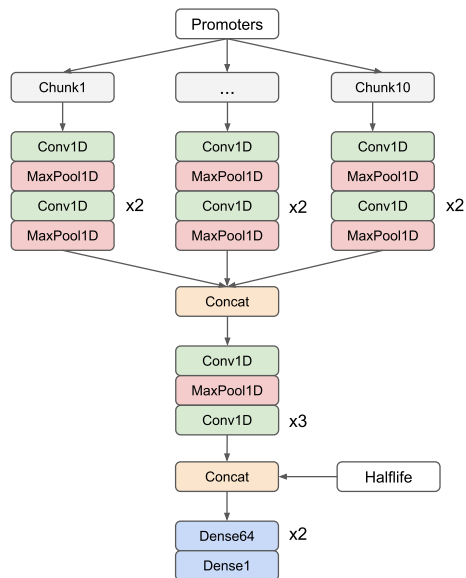 Promoters
Chunk1
...
Chunk10
Conv1D
MaxPool1D
Conv1D
MaxPool1D
x2
Conv1D
MaxPool1D
Conv1D
MaxPool1D
x2
Conv1D
MaxPool1D
Conv1D
MaxPool1D
x2
Concat
Conv1D
MaxPool1D
Conv1D
x3
Concat
Halflife
Dense64
x2
Dense1